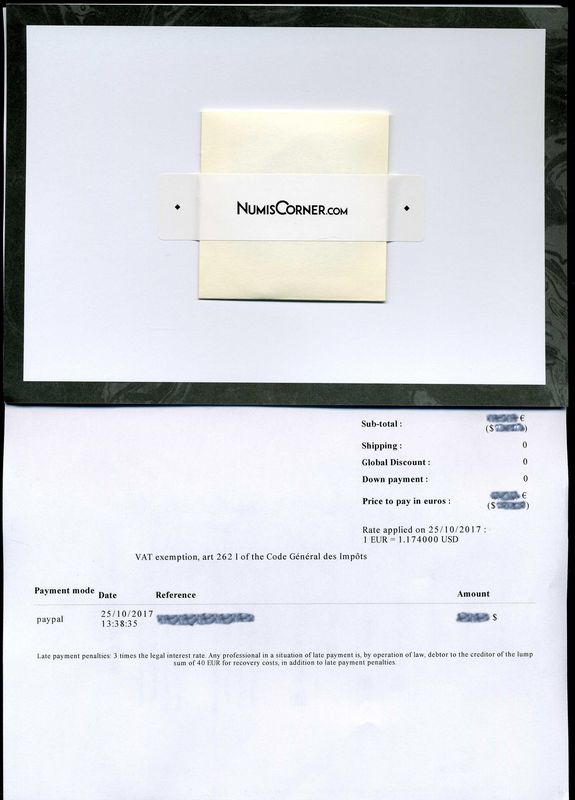 NUMISCORNER.COM
Sub-total : €
($ )
Shipping : 0
Global Discount : 0
Down payment : 0
Price to pay in euros : €
($ )
Rate applied on 25/10/2017 :
1 EUR = 1.174000 USD
VAT exemption, art 262 I of the Code Général des Impôts
Payment mode Date Reference Amount
paypal 25/10/2017
13:38:35 $
Late payment penalties: 3 times the legal interest rate. Any professional in a situation of late payment is, by operation of law, debtor to the creditor of the lump
sum of 40 EUR for recovery costs, in addition to late payment penalties.